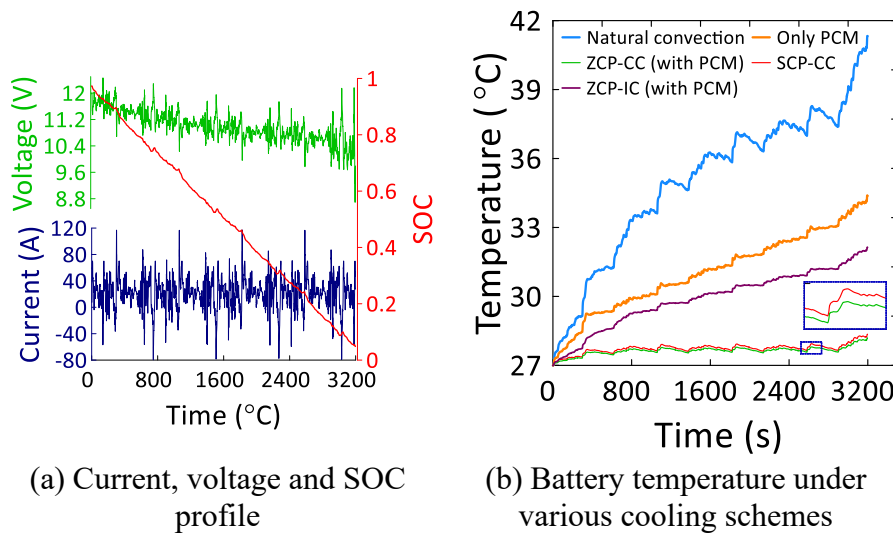 Voltage (V)
12
11.2
10.4
9.6
8.8
Current (A)
120
80
40
0
-40
-80
SOC
1
0.8
0.6
0.4
0.2
0
0 800 1600 2400 3200
Time (°C)
(a) Current, voltage and SOC
profile
Temperature (°C)
42
39
36
33
30
27
Natural convection Only PCM
ZCP-CC (with PCM) SCP-CC
ZCP-IC (with PCM)
0 800 1600 2400 3200
Time (s)
(b) Battery temperature under
various cooling schemes